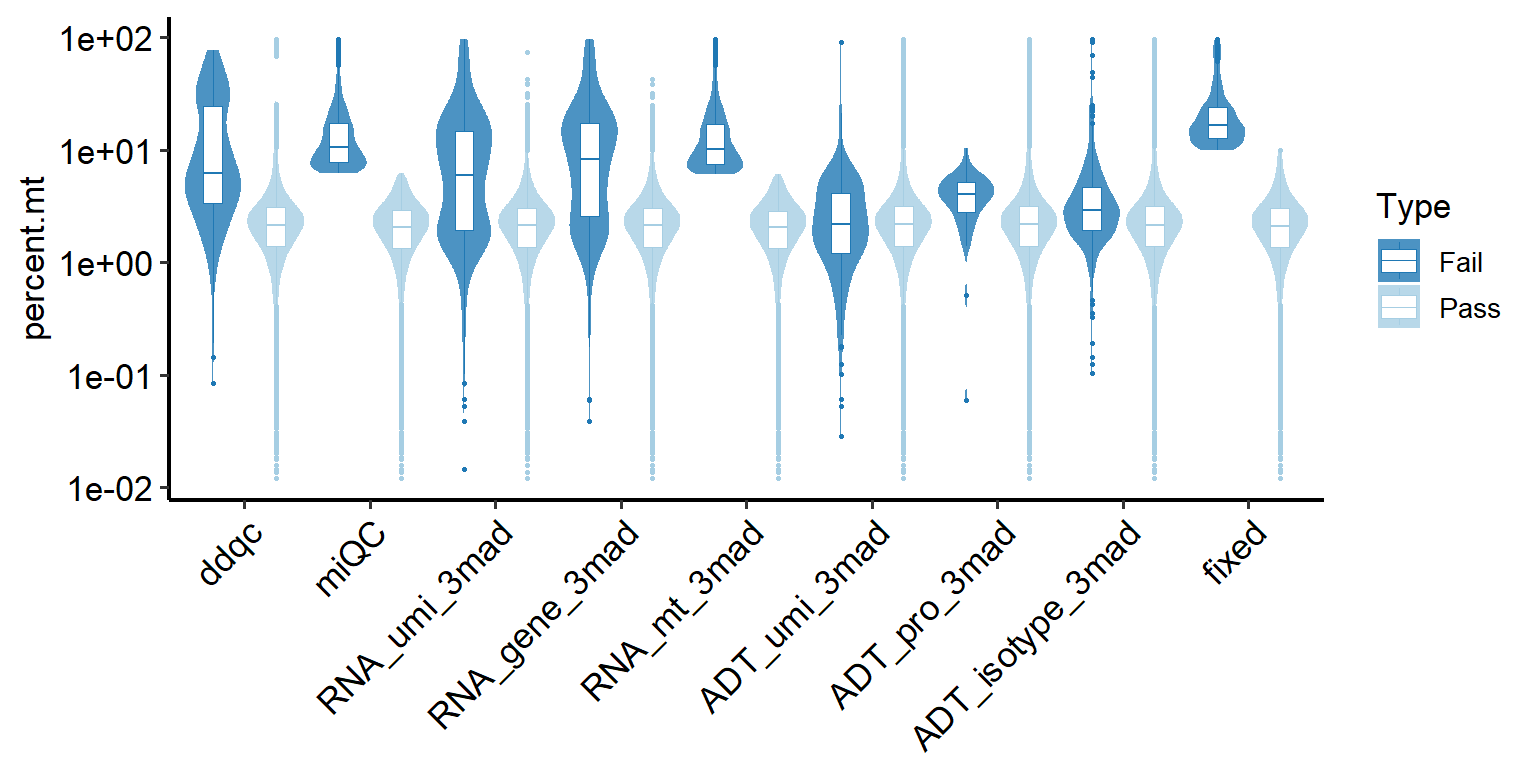 1e+02
1e+01
1e+00
1e-01
1e-02
percent.mt
ddqc
miQC
RNA_umi_3mad
RNA_gene_3mad
RNA_mt_3mad
ADT_umi_3mad
ADT_pro_3mad
ADT_isotype_3mad
fixed
Type
Fail
Pass